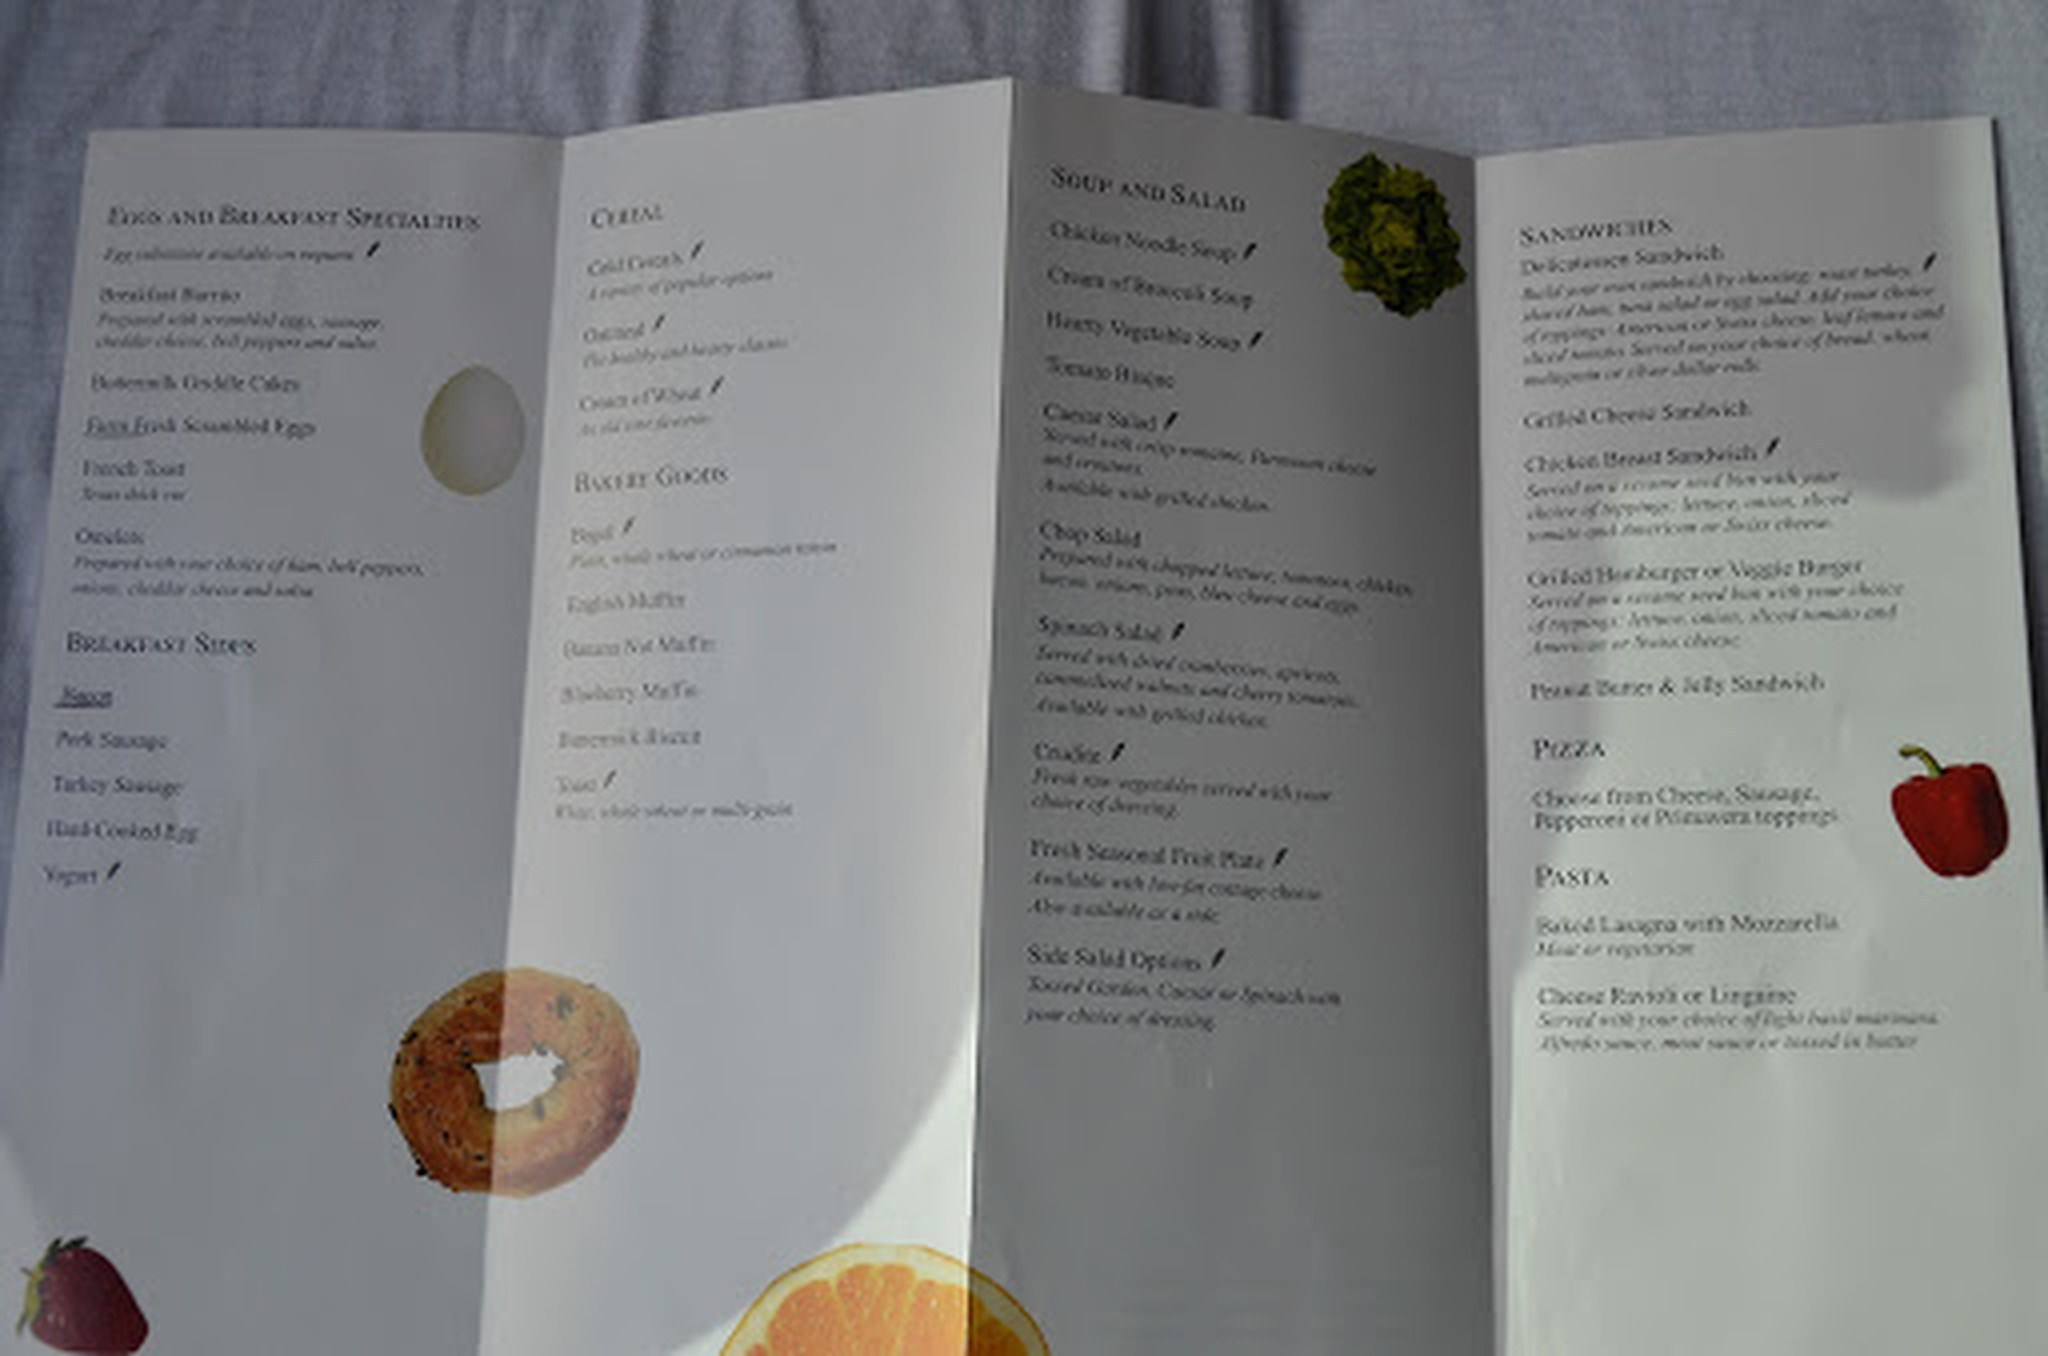 EGGS AND BREAKFAST SPECIALTIES
Egg substitute available on request
Breakfast Burrito
Prepared with scrambled eggs, sausage,
cheddar cheese, bell peppers and salsa.
Buttermilk Griddle Cakes
Farm Fresh Scrambled Eggs
French Toast
Texas thick cut
Omelete
Prepared with your choice of ham, bell peppers,
onions, cheddar cheese and salsa
BREAKFAST SIDES
Bacon
Pork Sausage
Turkey Sausage
Hard-Cooked Egg
Yogurt
CEREAL
Cold Cereals
A variety of popular options
Oatmeal
The healthy and hearty classic
Cream of Wheat
An old time favorite
BAKERY GOODS
Bagel
Plain, whole wheat or cinnamon raisin
English Muffin
Banana Nut Muffin
Blueberry Muffin
Buttermilk Biscuit
Toast
White, whole wheat or multi-grain
SOUP AND SALAD
Chicken Noodle Soup
Cream of Broccoli Soup
Hearty Vegetable Soup
Tomato Bisque
Caesar Salad
Served with crisp romaine, Parmesan cheese
and croutons.
Available with grilled chicken.
Chop Salad
Prepared with chopped lettuce, tomatoes, chicken,
bacon, onions, peas, bleu cheese and eggs.
Spinach Salad
Served with dried cranberries, apricots,
caramelized walnuts and cherry tomatoes.
Available with grilled chicken.
Crudite
Fresh raw vegetables served with your
choice of dressing.
Fresh Seasonal Fruit Plate
Available with low-fat cottage cheese
Also available as a side.
Side Salad Options
Tossed Garden, Caesar or Spinach with
your choice of dressing.
SANDWICHES
Delicatessen Sandwich
Build your own sandwich by choosing: roast turkey,
shaved ham, tuna salad or egg salad. Add your choice
of toppings: American or Swiss cheese, leaf lettuce and
sliced tomato. Served on your choice of bread, wheat,
multigrain or silver dollar rolls.
Grilled Cheese Sandwich
Chicken Breast Sandwich
Served on a sesame seed bun with your
choice of toppings: lettuce, onion, sliced
tomato and American or Swiss cheese.
Grilled Hamburger or Veggie Burger
Served on a sesame seed bun with your choice
of toppings: lettuce, onion, sliced tomato and
American or Swiss cheese.
Peanut Butter & Jelly Sandwich
PIZZA
Choose from Cheese, Sausage,
Pepperoni or Primavera toppings.
PASTA
Baked Lasagna with Mozzarella
Meat or vegetarian
Cheese Ravioli or Linguine
Served with your choice of light basil marinara,
Alfredo sauce, meat sauce or tossed in butter